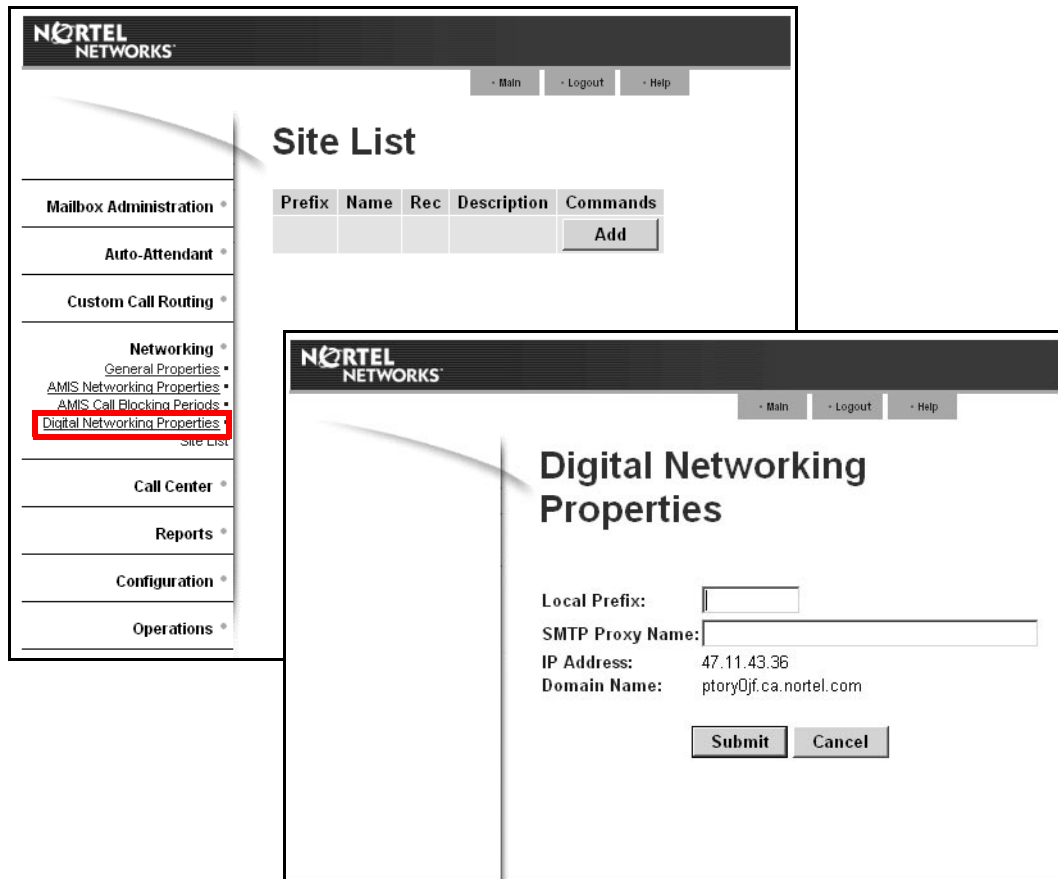 NORTEL
NETWORKS
Main Logout Help
Site List
Prefix Name Rec Description Commands
Add
Mailbox Administration
Auto-Attendant
Custom Call Routing
Networking
General Properties
AMIS Networking Properties
AMIS Call Blocking Periods
Digital Networking Properties
Site List
Call Center
Reports
Configuration
Operations
NORTEL
NETWORKS
Main Logout Help
Digital Networking
Properties
Local Prefix:
SMTP Proxy Name:
IP Address: 47.11.43.36
Domain Name: ptory0jf.ca.nortel.com
Submit Cancel